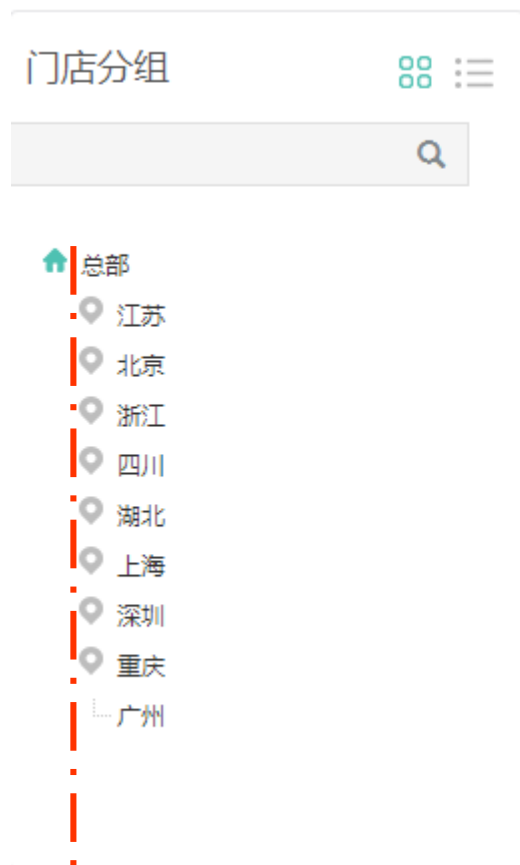 门店分组
总部
江苏
北京
浙江
四川
湖北
上海
深圳
重庆
广州